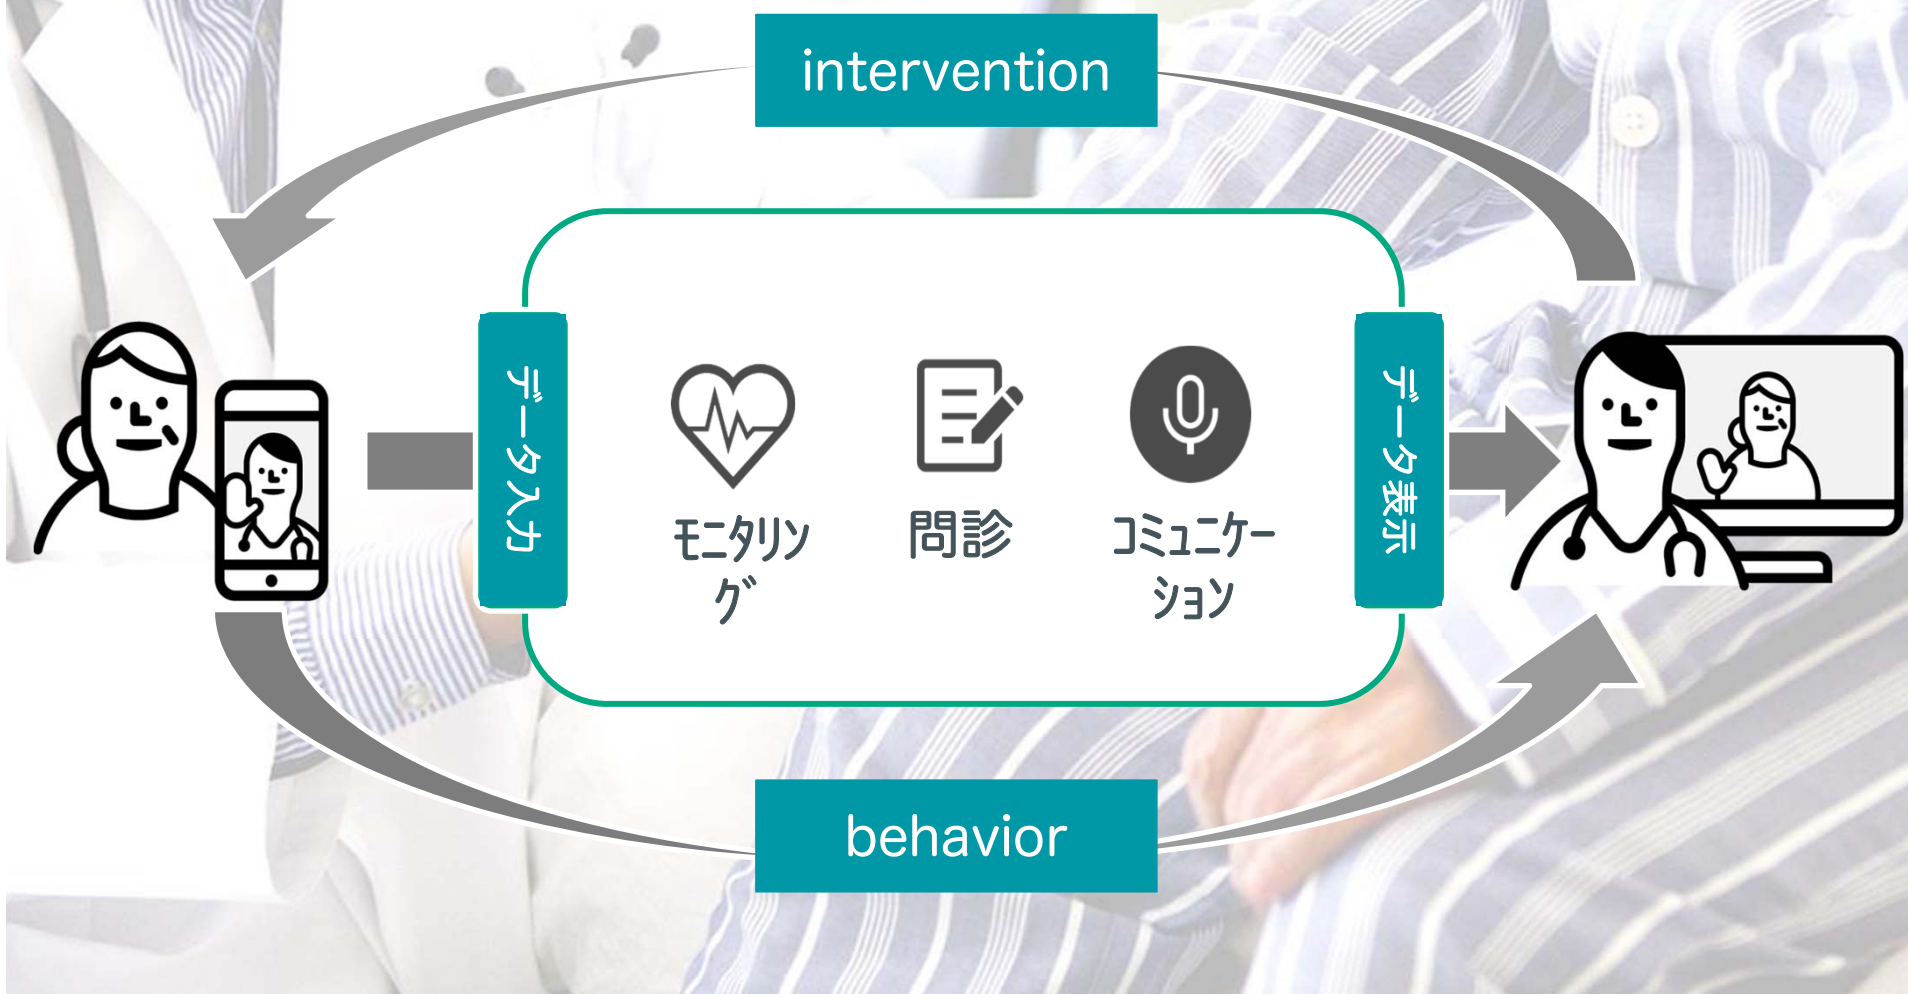 intervention
データ入力
モニタリン
グ
問診
コミュニケー
ション
データ表示
behavior